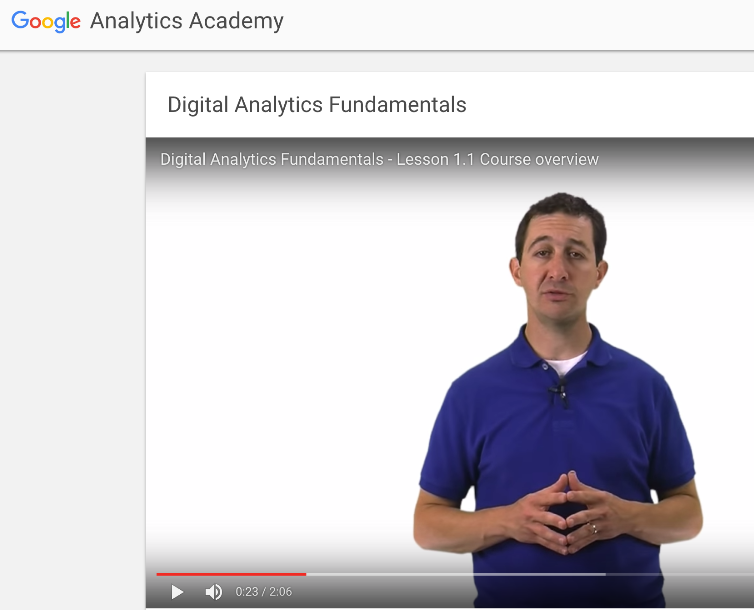 Google Analytics Academy
Digital Analytics Fundamentals
Digital Analytics Fundamentals - Lesson 1.1 Course overview
0:23 / 2:06